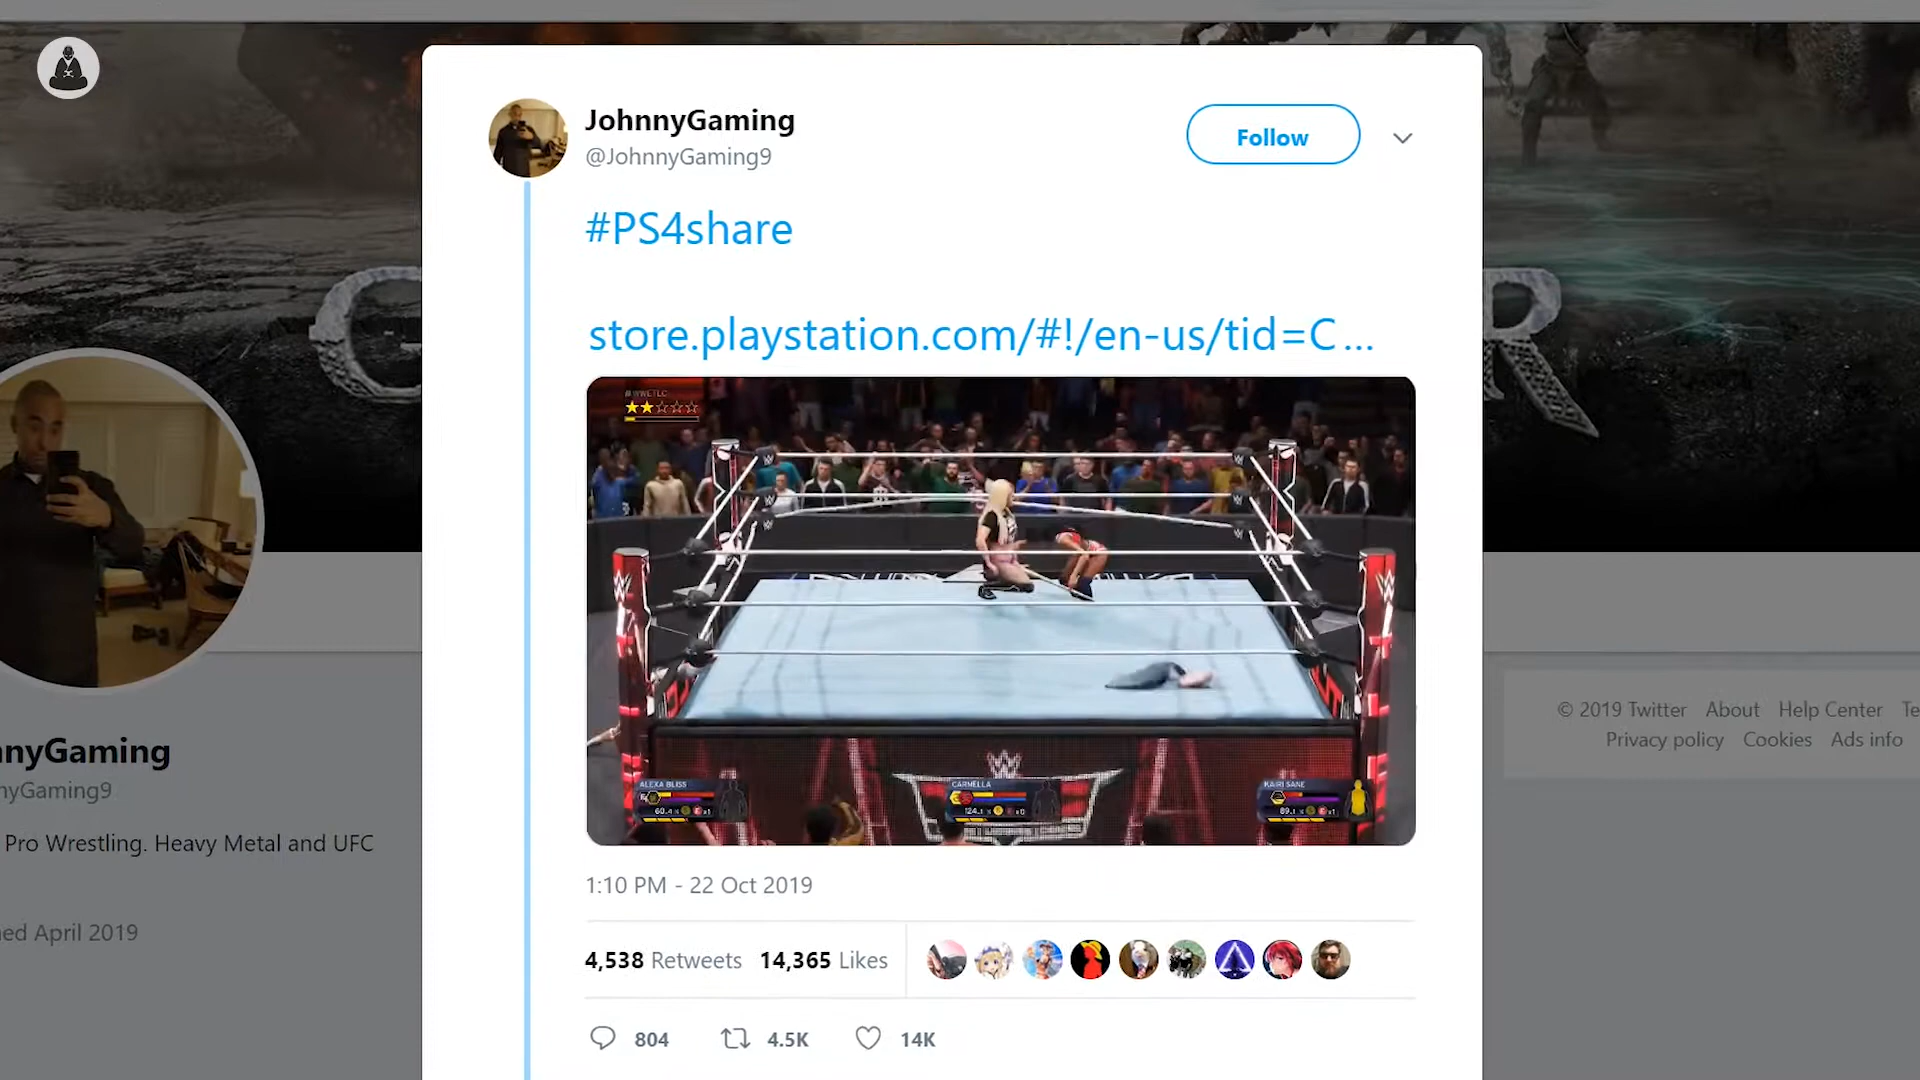 JohnnyGaming
@JohnnyGaming9
Follow
#PS4share
store.playstation.com/#!/en-us/tid=C...
#WWETLC
ALEXA BLISS
CARMELLA
KAIRI SANE
1:10 PM - 22 Oct 2019
4,538 Retweets 14,365 Likes
804 4.5K 14K
nnyGaming
nyGaming9
Pro Wrestling. Heavy Metal and UFC
ed April 2019
© 2019 Twitter About Help Center Te
Privacy policy Cookies Ads info